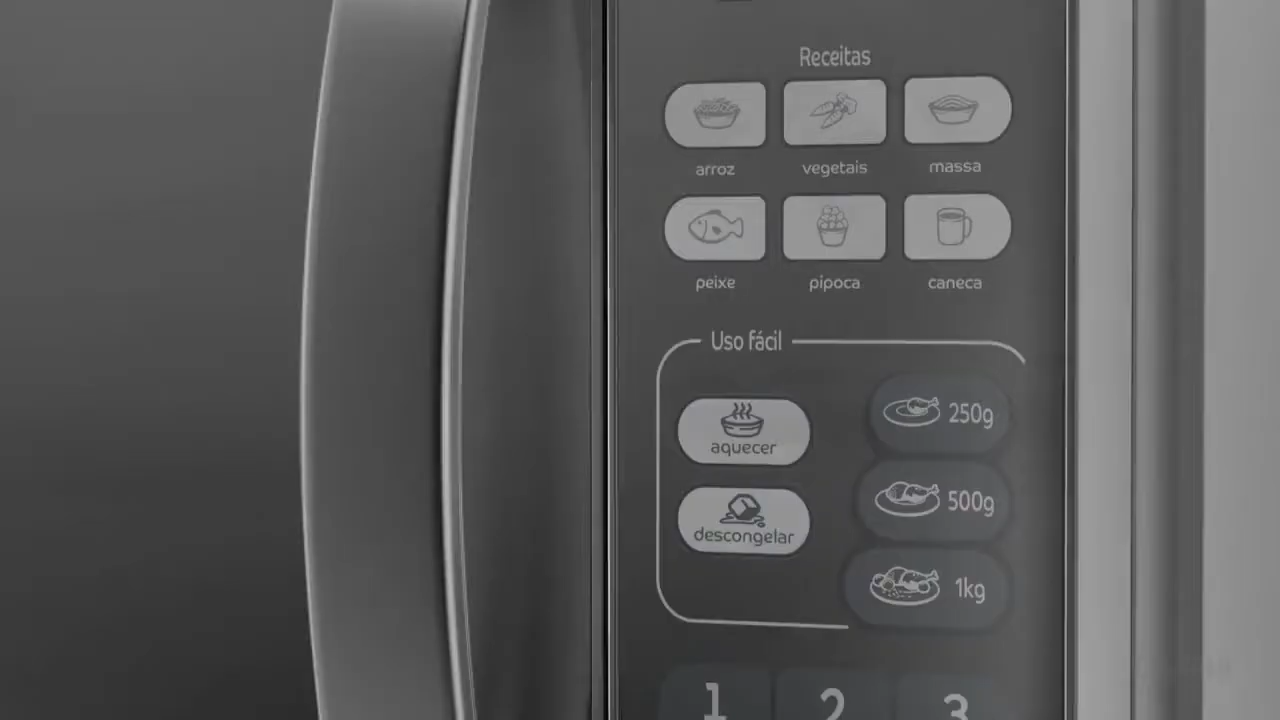 Receitas
arroz vegetais massa
peixe pipoca caneca
Uso fácil
250g
aquecer
500g
descongelar
1kg
1 2 3